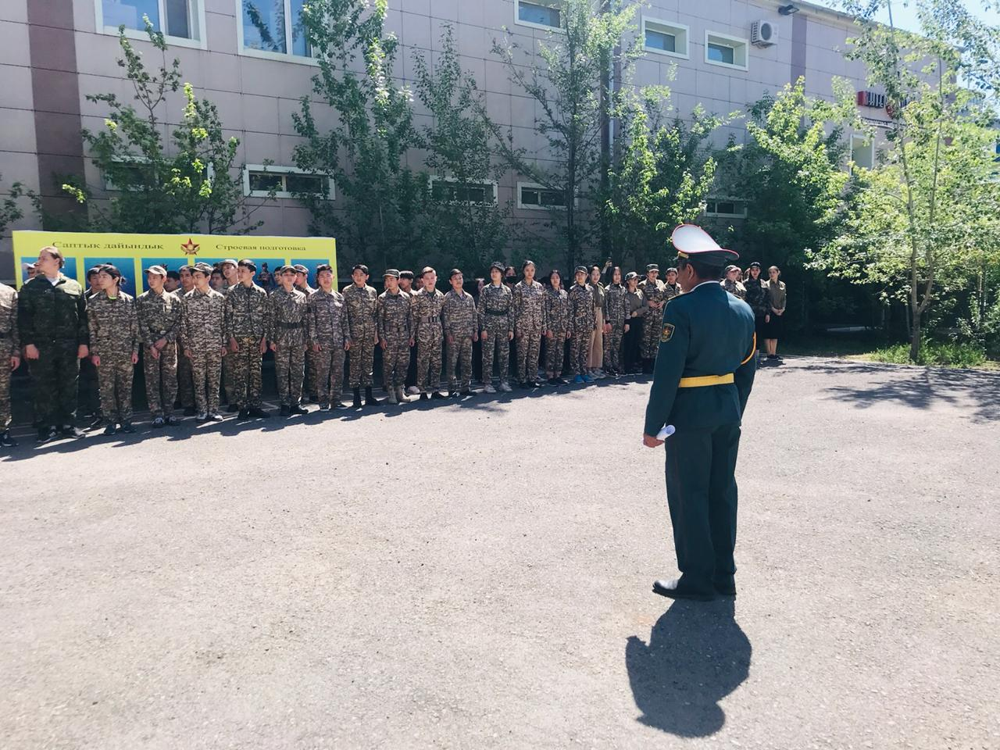 Саптық дайындық
Строевая подготовка